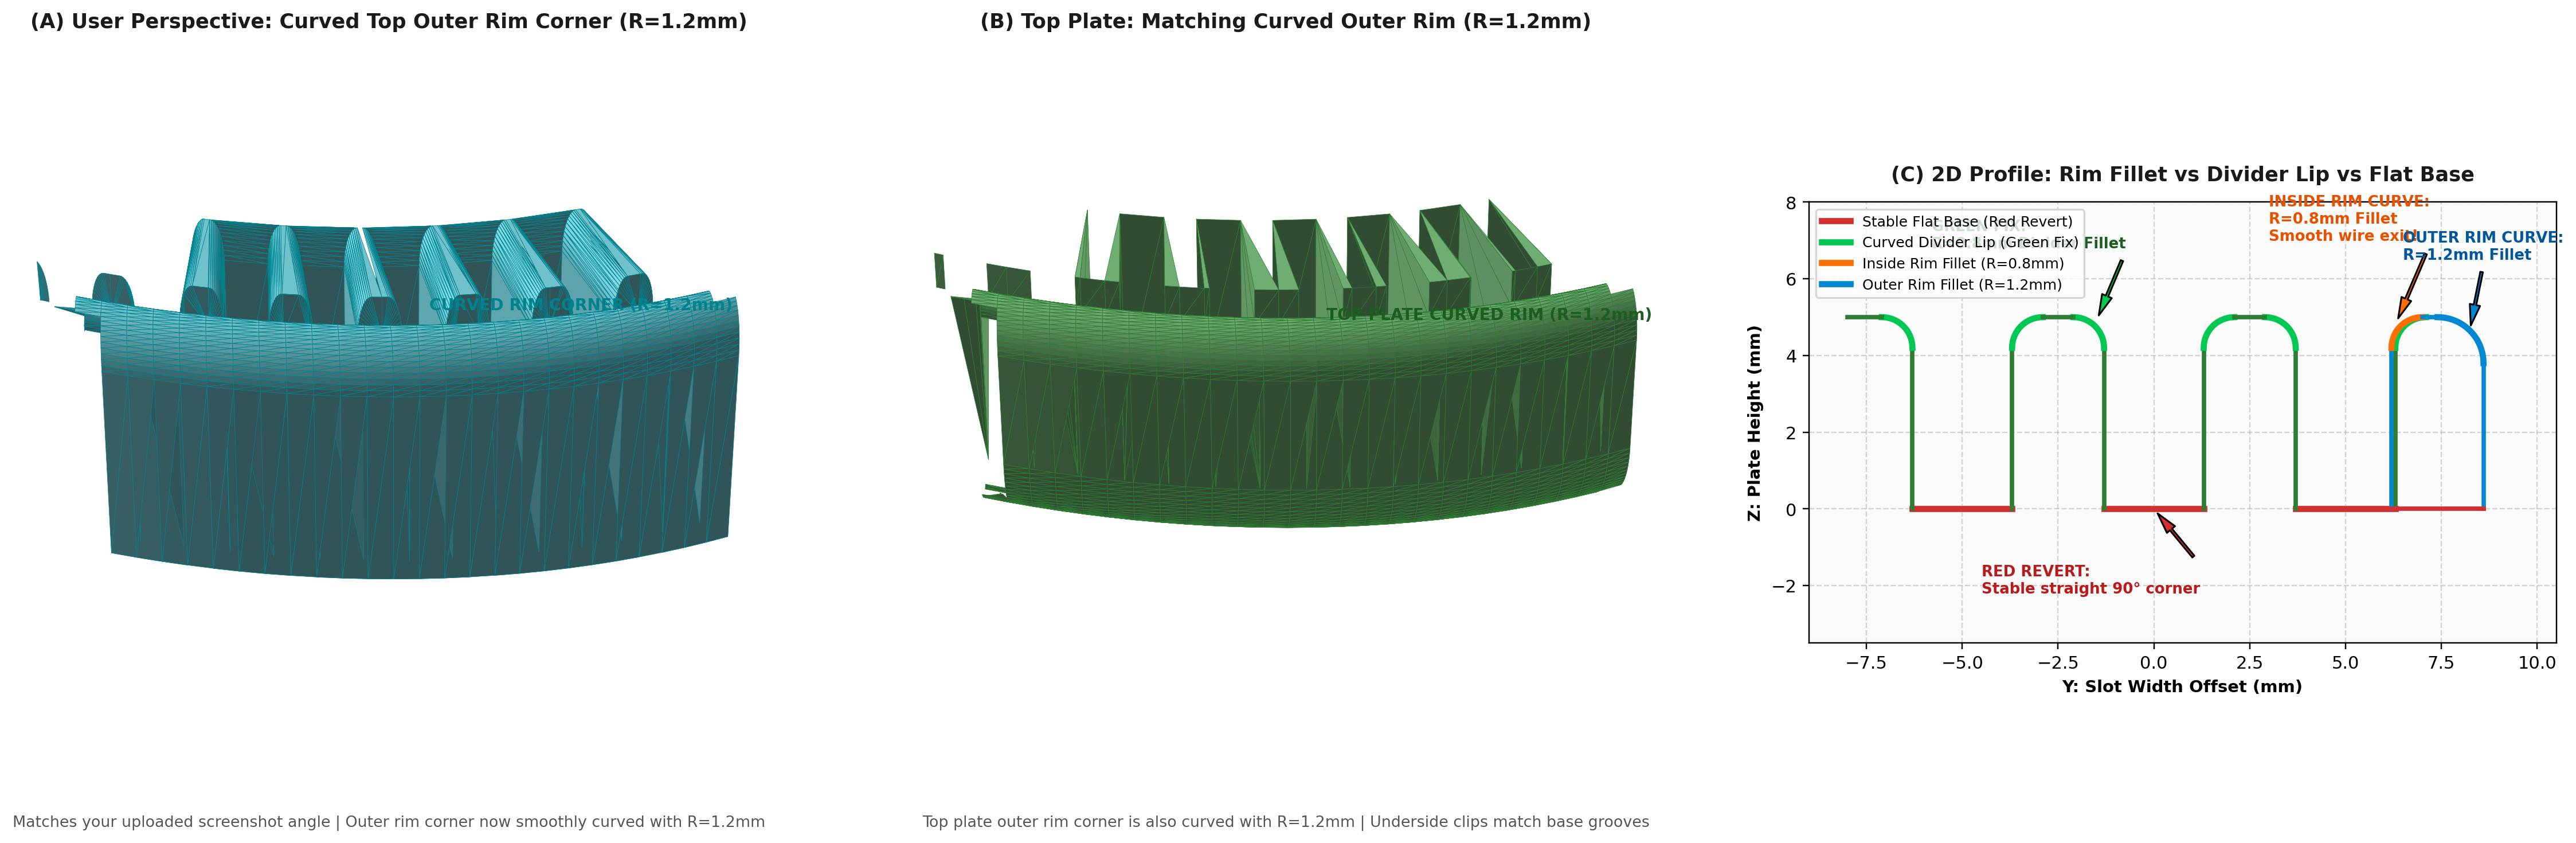 (A) User Perspective: Curved Top Outer Rim Corner (R=1.2mm)
CURVED RIM CORNER (R=1.2mm)
Matches your uploaded screenshot angle | Outer rim corner now smoothly curved with R=1.2mm
(B) Top Plate: Matching Curved Outer Rim (R=1.2mm)
TOP PLATE CURVED RIM (R=1.2mm)
Top plate outer rim corner is also curved with R=1.2mm | Underside clips match base grooves
(C) 2D Profile: Rim Fillet vs Divider Lip vs Flat Base
Stable Flat Base (Red Revert)
Curved Divider Lip (Green Fix)
Inside Rim Fillet (R=0.8mm)
Outer Rim Fillet (R=1.2mm)
GREEN FIX:
Fillet
INSIDE RIM CURVE:
R=0.8mm Fillet
Smooth wire exit
OUTER RIM CURVE:
R=1.2mm Fillet
RED REVERT:
Stable straight 90° corner
Z: Plate Height (mm)
8
6
4
2
0
−2
−7.5 −5.0 −2.5 0.0 2.5 5.0 7.5 10.0
Y: Slot Width Offset (mm)